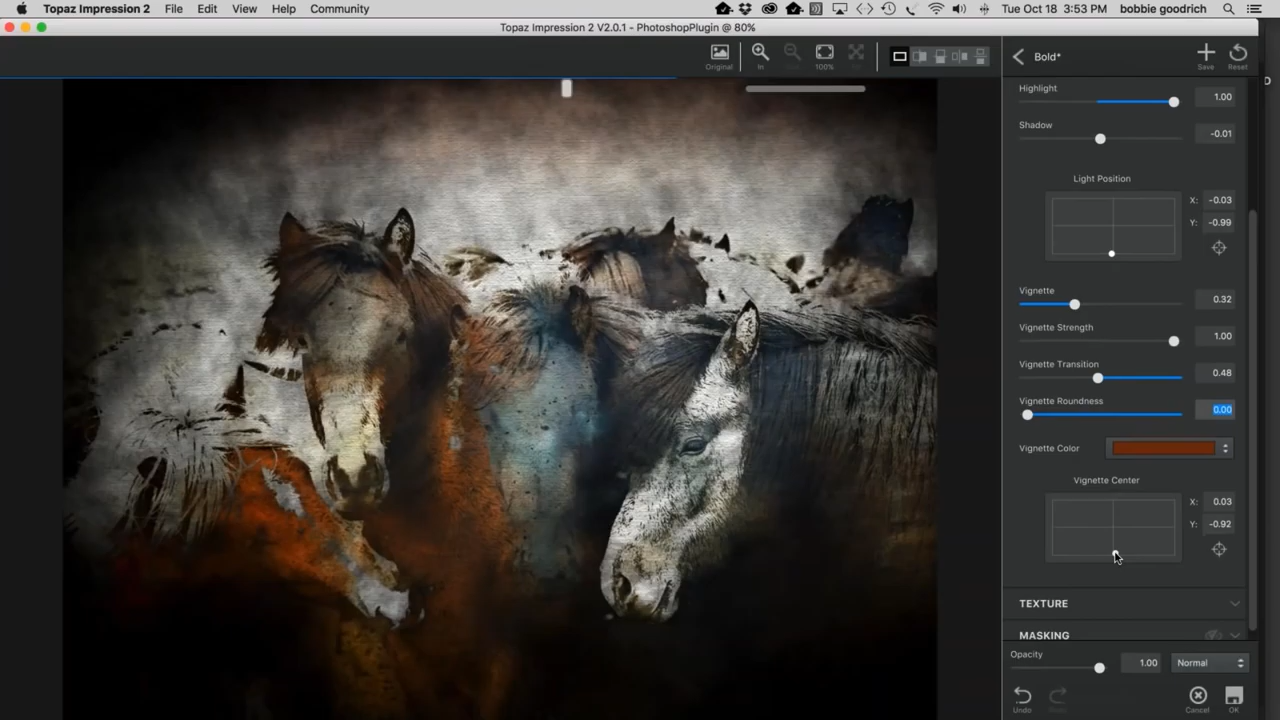 Topaz Impression 2 File Edit View Help Community Tue Oct 18 3:53 PM bobbie goodrich
Topaz Impression 2 V2.0.1 - PhotoshopPlugin @ 80%
Original In 100% Bold* Save Reset
Highlight 1.00
Shadow -0.01
Light Position
X: -0.03
Y: -0.99
Vignette 0.32
Vignette Strength 1.00
Vignette Transition 0.48
Vignette Roundness 0.00
Vignette Color
Vignette Center
X: 0.03
Y: -0.92
TEXTURE
MASKING
Opacity 1.00 Normal
Undo Cancel OK